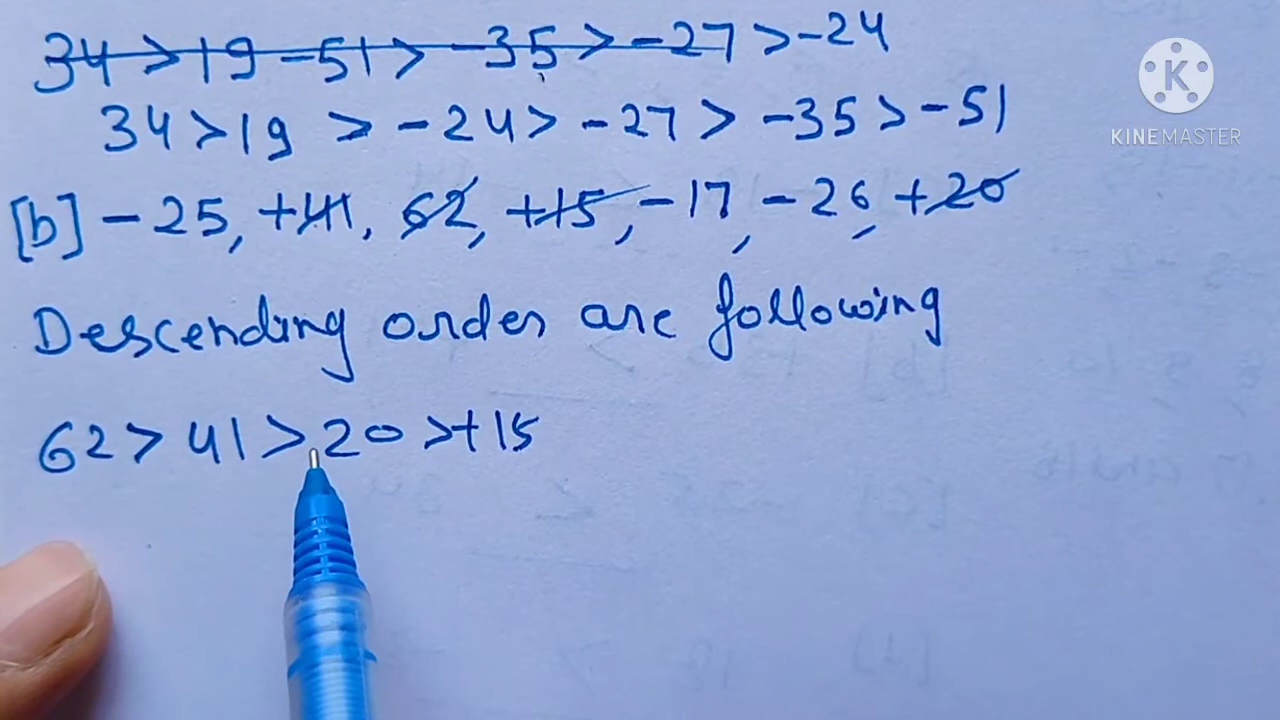 34 > 19 -51 > -35 > -27 > -24
34 > 19 > -24 > -27 > -35 > -51
[b] -25, +41, 62, +15, -17, -26, +20
Descending order are following
62 > 41 > 20 > +15
K
KINEMASTER